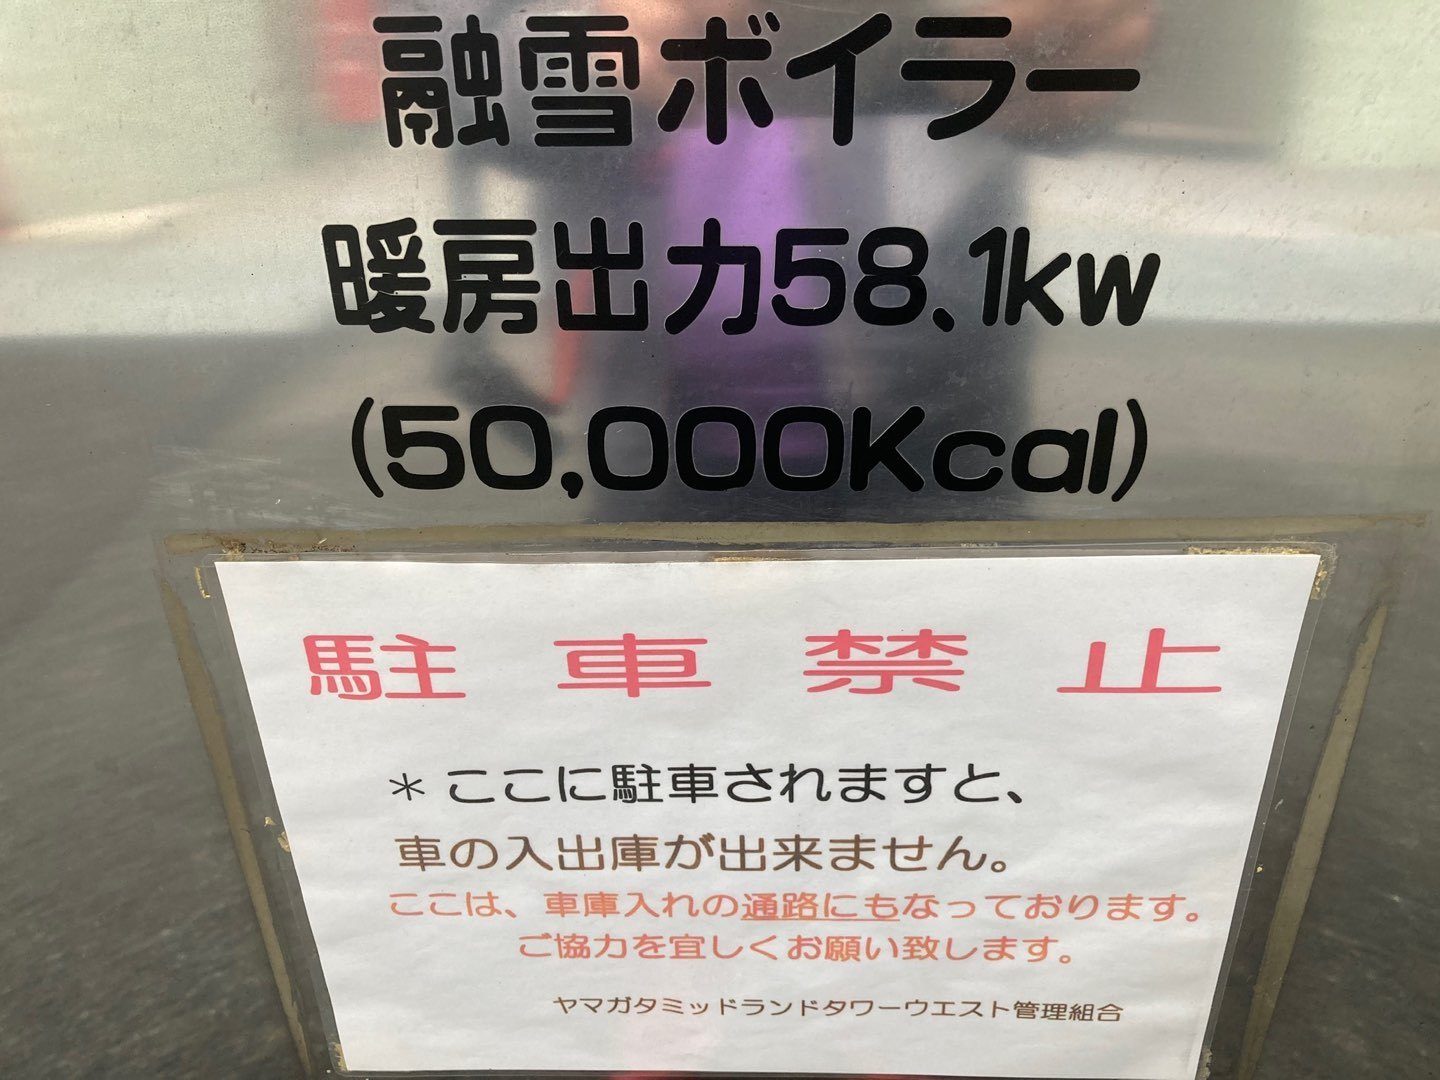 融雪ボイラー
暖房出力58.1kw
(50,000Kcal)
駐車禁止
＊ここに駐車されますと、
車の入出庫が出来ません。
ここは、車庫入れの通路にもなっております。
ご協力を宜しくお願い致します。
ヤマガタミッドランドタワーウエスト管理組合